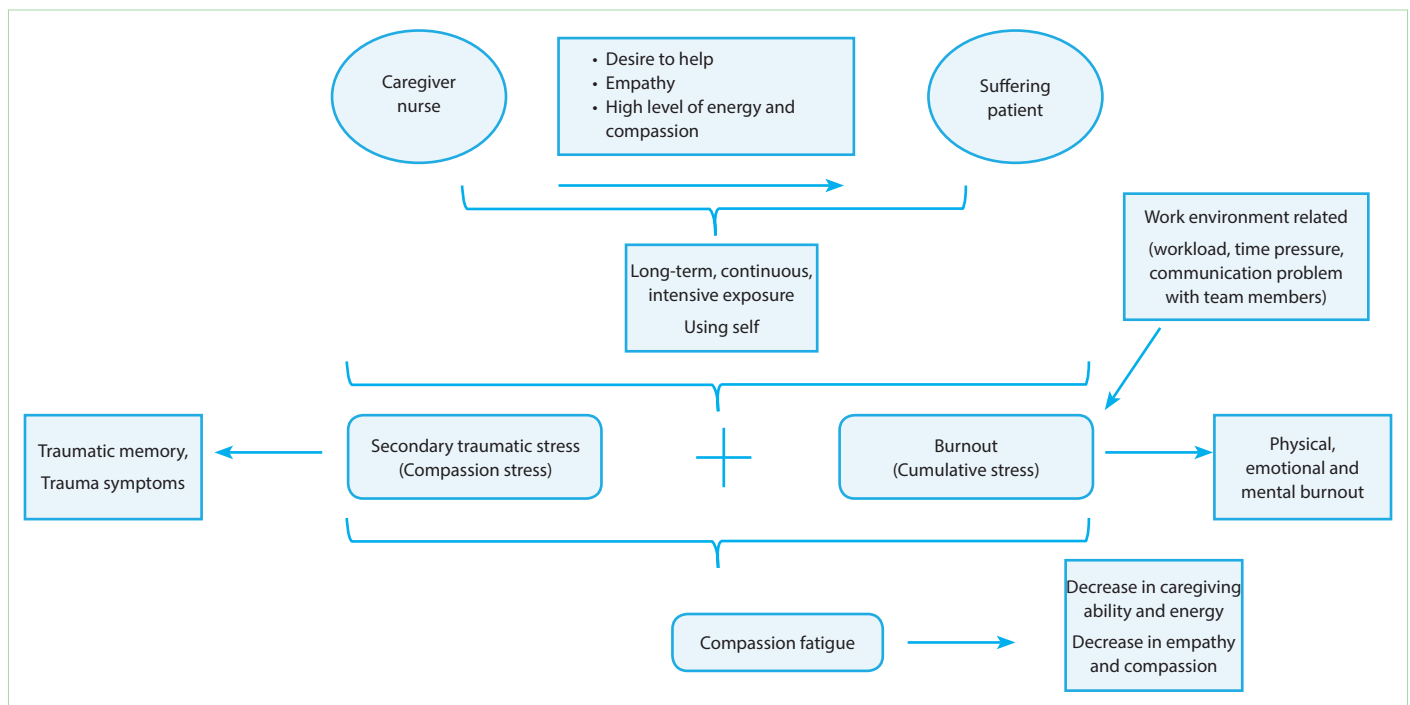 Caregiver
nurse
• Desire to help
• Empathy
• High level of energy and
compassion
Suffering
patient
Long-term, continuous,
intensive exposure
Using self
Work environment related
(workload, time pressure,
communication problem
with team members)
Traumatic memory,
Trauma symptoms
Secondary traumatic stress
(Compassion stress)
Burnout
(Cumulative stress)
Physical,
emotional and
mental burnout
Compassion fatigue
Decrease in caregiving
ability and energy
Decrease in empathy
and compassion